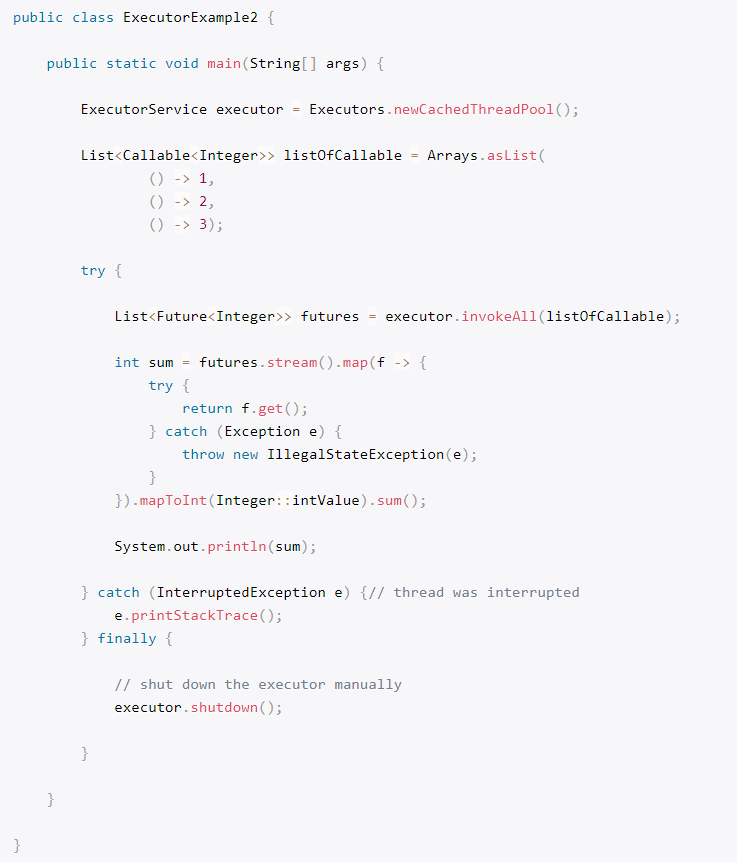 public class ExecutorExample2 {
    public static void main(String[] args) {
        ExecutorService executor = Executors.newCachedThreadPool();
        List<Callable<Integer>> listOfCallable = Arrays.asList(
                () -> 1,
                () -> 2,
                () -> 3);
        try {
            List<Future<Integer>> futures = executor.invokeAll(listOfCallable);
            int sum = futures.stream().map(f -> {
                try {
                    return f.get();
                } catch (Exception e) {
                    throw new IllegalStateException(e);
                }
            }).mapToInt(Integer::intValue).sum();
            System.out.println(sum);
        } catch (InterruptedException e) {// thread was interrupted
            e.printStackTrace();
        } finally {
            // shut down the executor manually
            executor.shutdown();
        }
    }
}